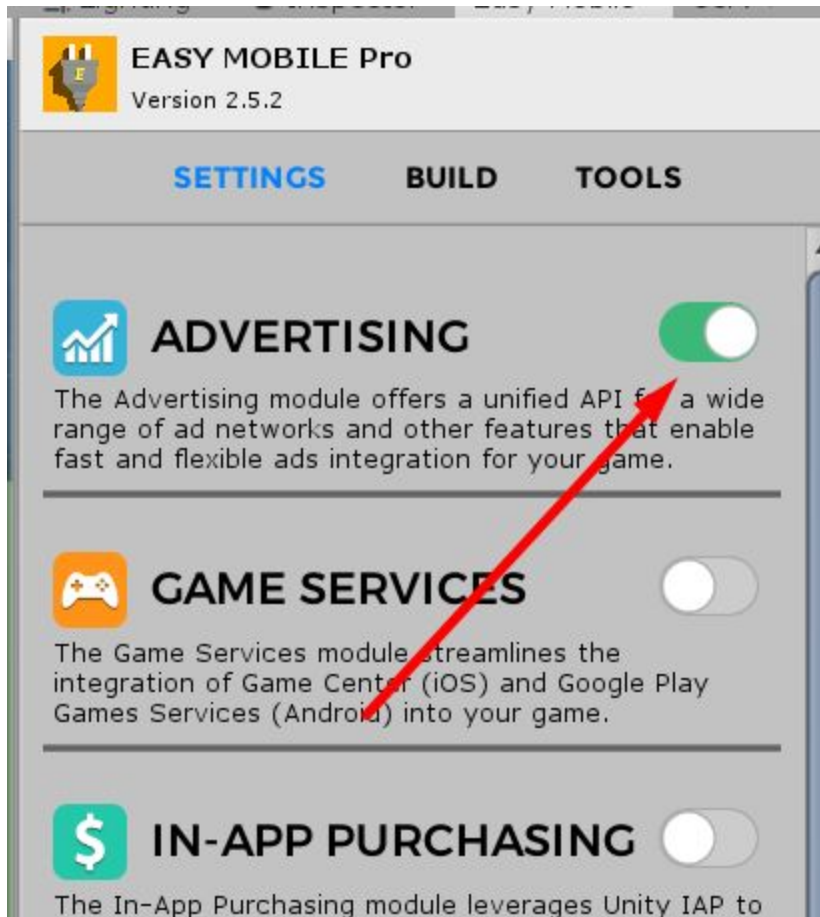 EASY MOBILE Pro
Version 2.5.2
SETTINGS BUILD TOOLS
ADVERTISING
The Advertising module offers a unified API for a wide
range of ad networks and other features that enable
fast and flexible ads integration for your game.
GAME SERVICES
The Game Services module streamlines the
integration of Game Center (iOS) and Google Play
Games Services (Android) into your game.
IN-APP PURCHASING
The In-App Purchasing module leverages Unity IAP to